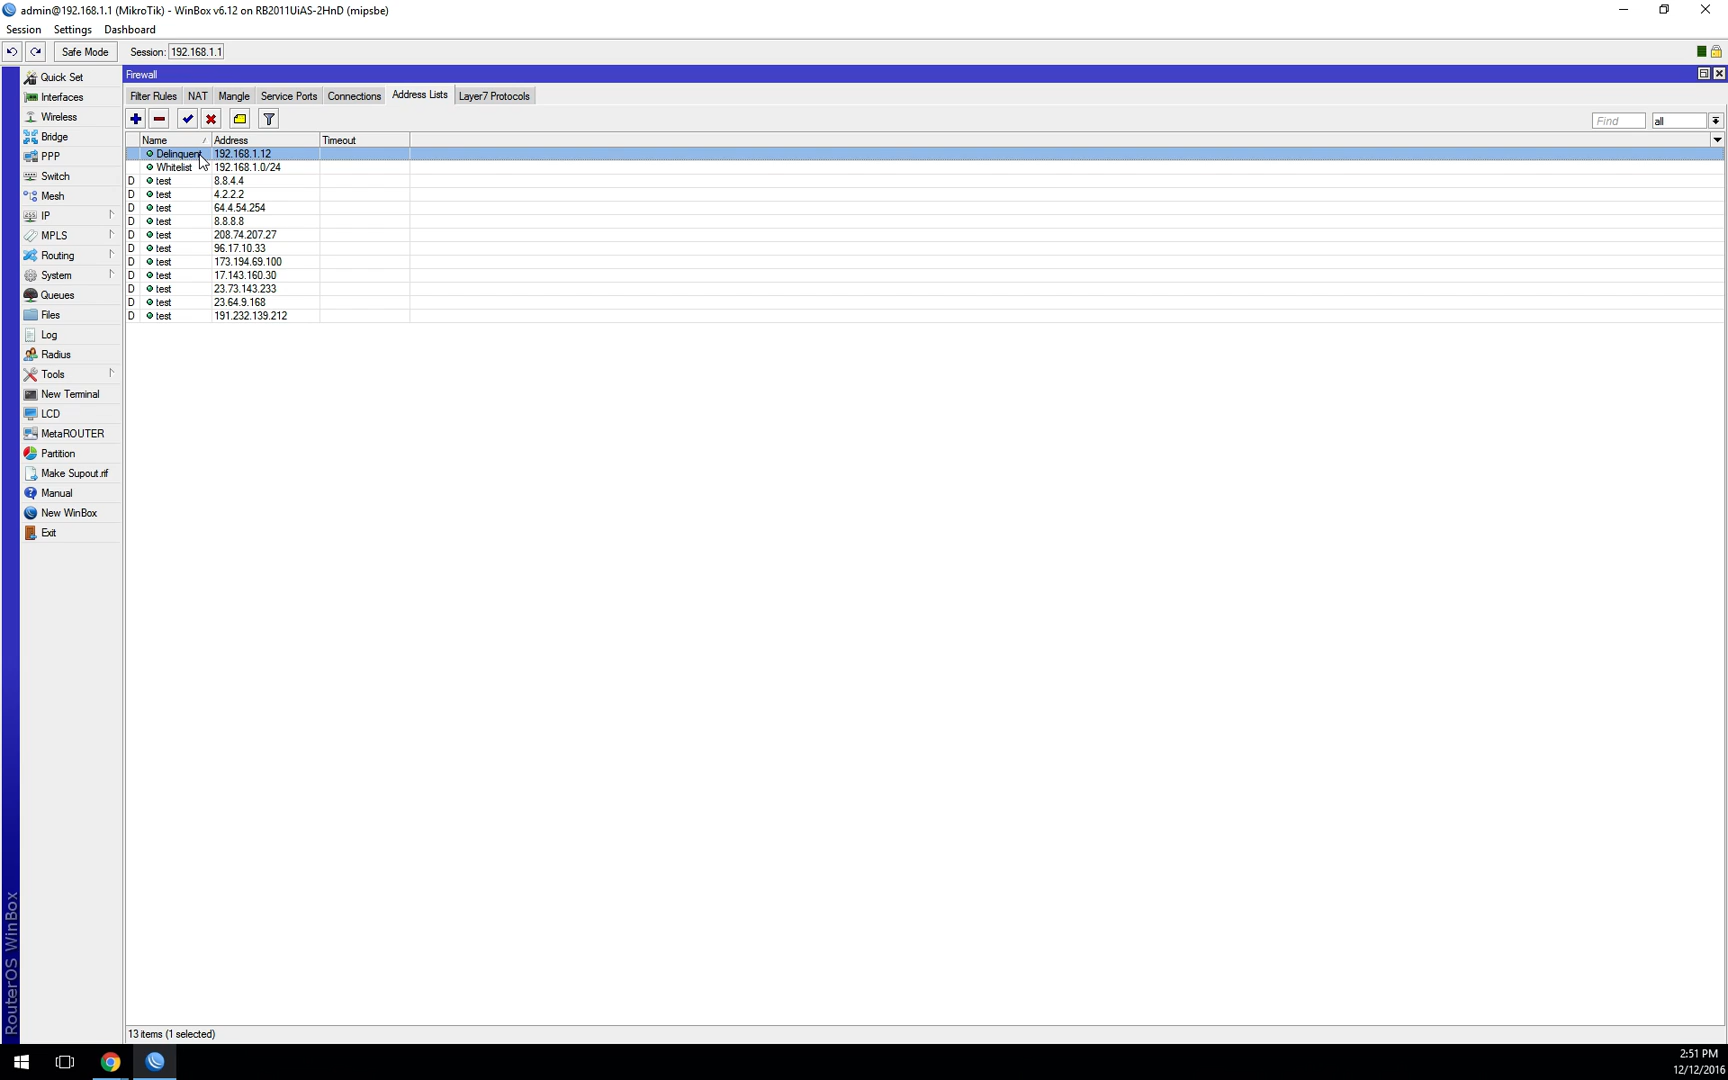 admin@192.168.1.1 (MikroTik) - WinBox v6.12 on RB2011UiAS-2HnD (mipsbe)
Session Settings Dashboard
Safe Mode Session: 192.168.1.1
Quick Set
Interfaces
Wireless
Bridge
PPP
Switch
Mesh
IP
MPLS
Routing
System
Queues
Files
Log
Radius
Tools
New Terminal
LCD
MetaROUTER
Partition
Make Supout.rif
Manual
New WinBox
Exit
RouterOS WinBox
Firewall
Filter Rules NAT Mangle Service Ports Connections Address Lists Layer7 Protocols
Find all
Name Address Timeout
Delinquent 192.168.1.12
Whitelist 192.168.1.0/24
D test 8.8.4.4
D test 4.2.2.2
D test 64.4.54.254
D test 8.8.8.8
D test 208.74.207.27
D test 96.17.10.33
D test 173.194.69.100
D test 17.143.160.30
D test 23.73.143.233
D test 23.64.9.168
D test 191.232.139.212
13 items (1 selected)
2:51 PM
12/12/2016